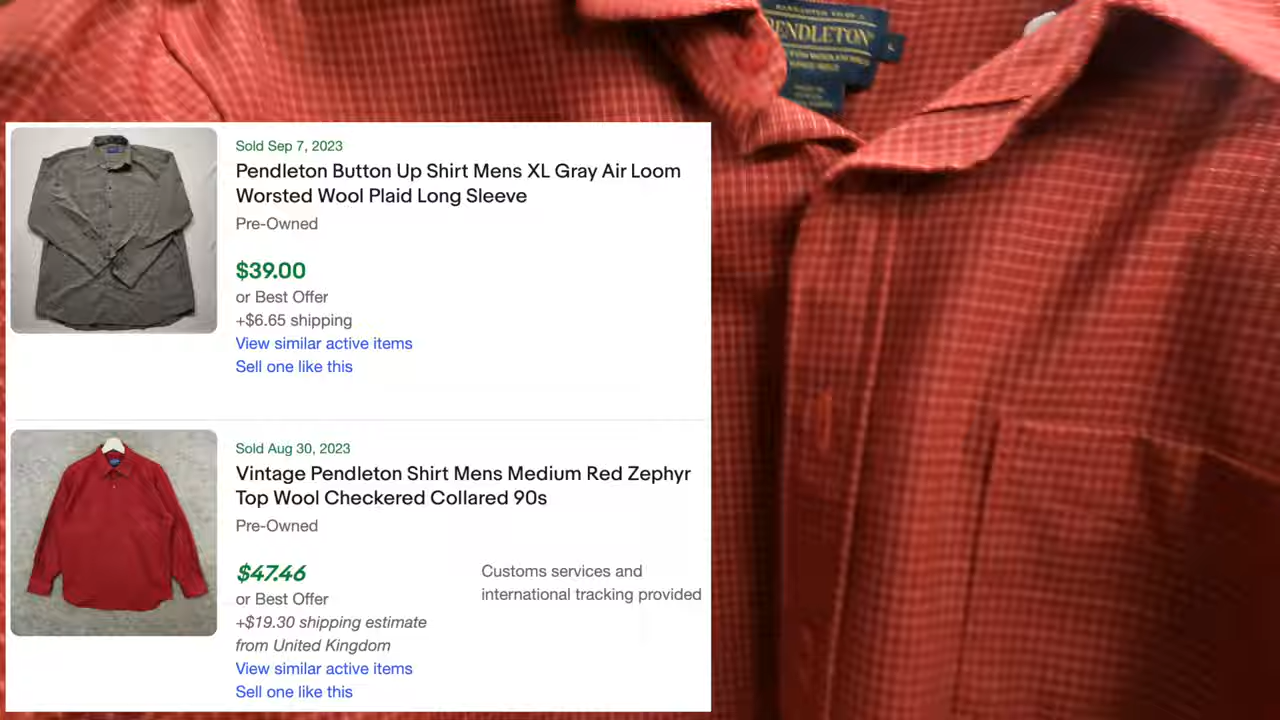 PENDLETON
L
Sold Sep 7, 2023
Pendleton Button Up Shirt Mens XL Gray Air Loom
Worsted Wool Plaid Long Sleeve
Pre-Owned
$39.00
or Best Offer
+$6.65 shipping
View similar active items
Sell one like this
Sold Aug 30, 2023
Vintage Pendleton Shirt Mens Medium Red Zephyr
Top Wool Checkered Collared 90s
Pre-Owned
$47.46
or Best Offer
+$19.30 shipping estimate
from United Kingdom
Customs services and
international tracking provided
View similar active items
Sell one like this